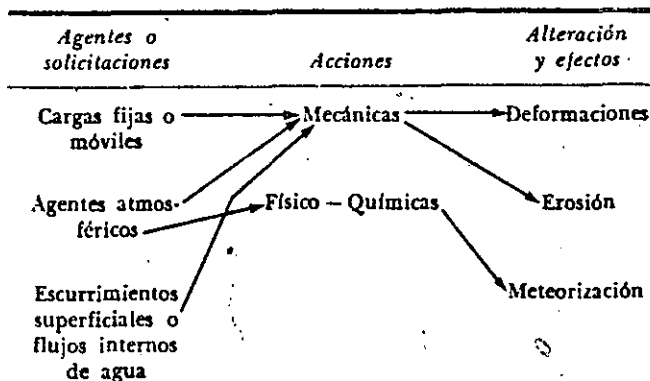 Agentes o
solicitaciones
Acciones
Alteración
y efectos
Cargas fijas o
móviles
Mecánicas
Deformaciones
Agentes atmos-
féricos
Físico — Químicas
Erosión
Escurrimientos
superficiales o
flujos internos
de agua
Meteorización